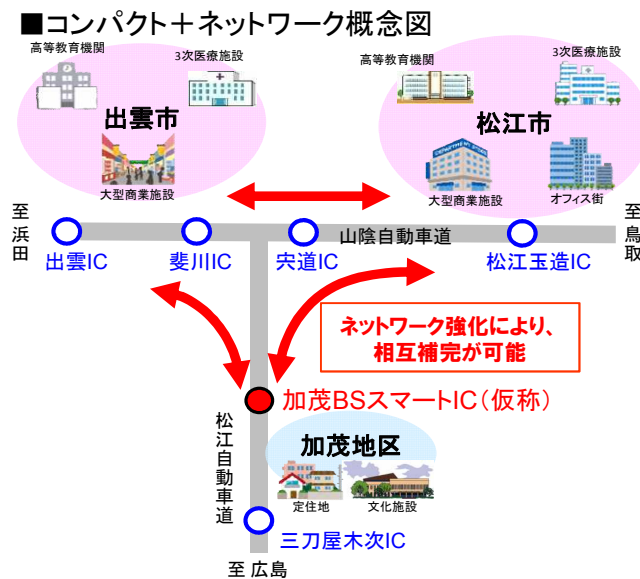 ■コンパクト＋ネットワーク概念図
高等教育機関
3次医療施設
出雲市
大型商業施設
高等教育機関
3次医療施設
松江市
大型商業施設
オフィス街
至浜田
至鳥取
山陰自動車道
出雲IC
斐川IC
宍道IC
松江玉造IC
ネットワーク強化により、
相互補完が可能
加茂BSスマートIC（仮称）
松江自動車道
加茂地区
定住地
文化施設
三刀屋木次IC
至 広島